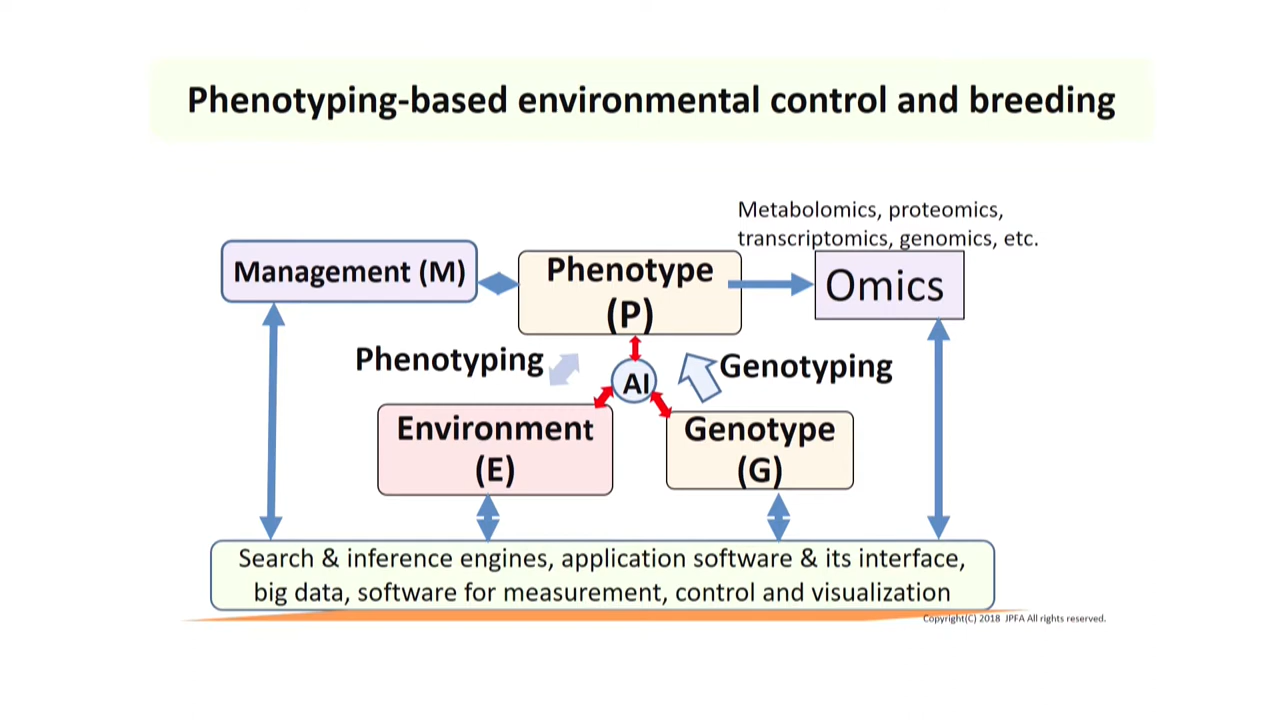 Phenotyping-based environmental control and breeding
Metabolomics, proteomics,
transcriptomics, genomics, etc.
Management (M)
Phenotype
(P)
Omics
Phenotyping
AI
Genotyping
Environment
(E)
Genotype
(G)
Search & inference engines, application software & its interface,
big data, software for measurement, control and visualization
Copyright(C) 2018 JPFA All rights reserved.